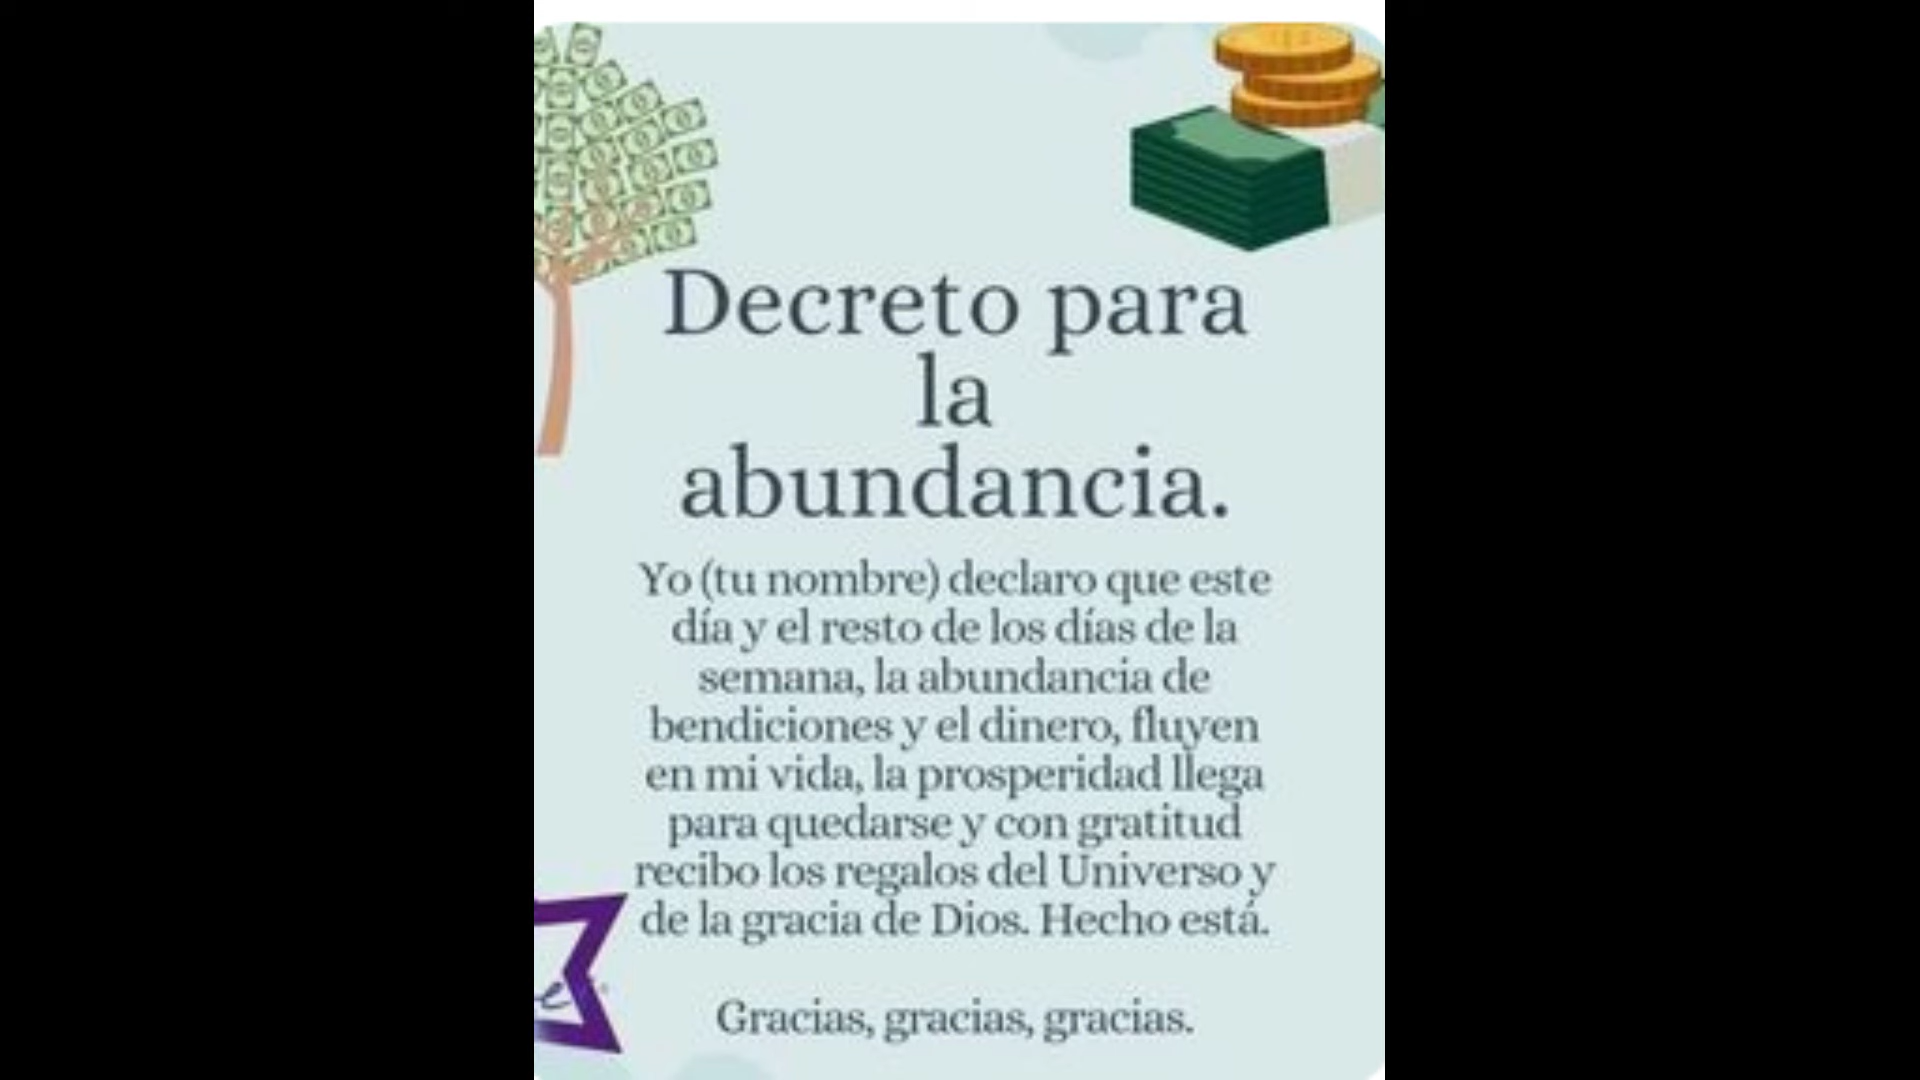 Decreto para
la
abundancia.
Yo (tu nombre) declaro que este
día y el resto de los días de la
semana, la abundancia de
bendiciones y el dinero, fluyen
en mi vida, la prosperidad llega
para quedarse y con gratitud
recibo los regalos del Universo y
de la gracia de Dios. Hecho está.
Gracias, gracias, gracias.